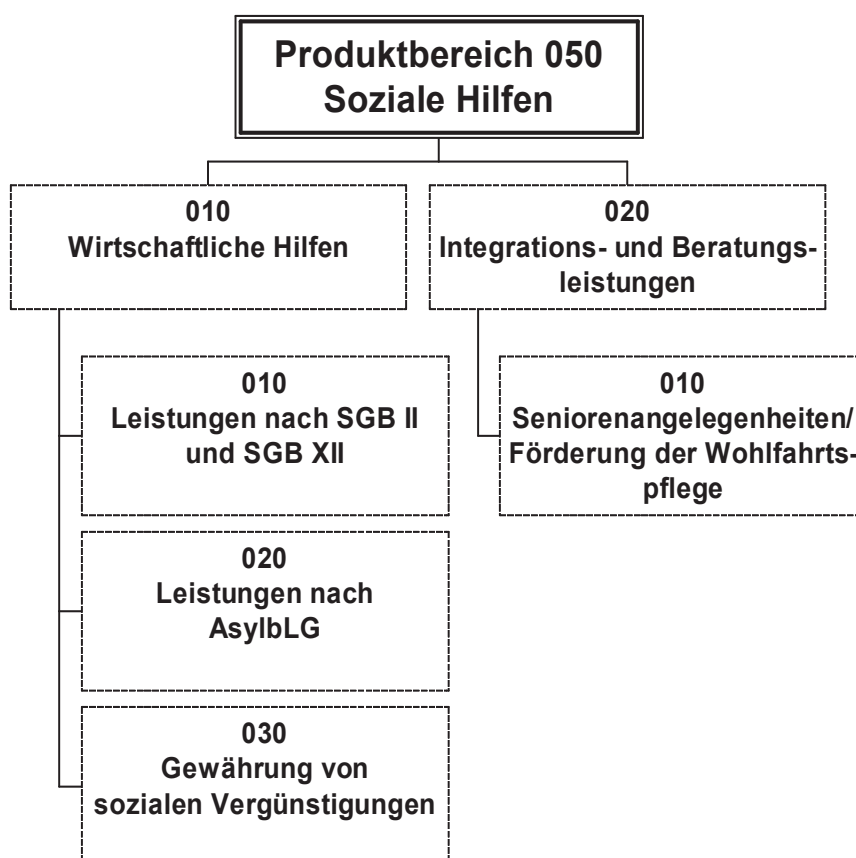 Produktbereich 050
Soziale Hilfen
010
Wirtschaftliche Hilfen
020
Integrations- und Beratungs-
leistungen
010
Leistungen nach SGB II
und SGB XII
020
Leistungen nach
AsylbLG
030
Gewährung von
sozialen Vergünstigungen
010
Seniorenangelegenheiten/
Förderung der Wohlfahrts-
pflege